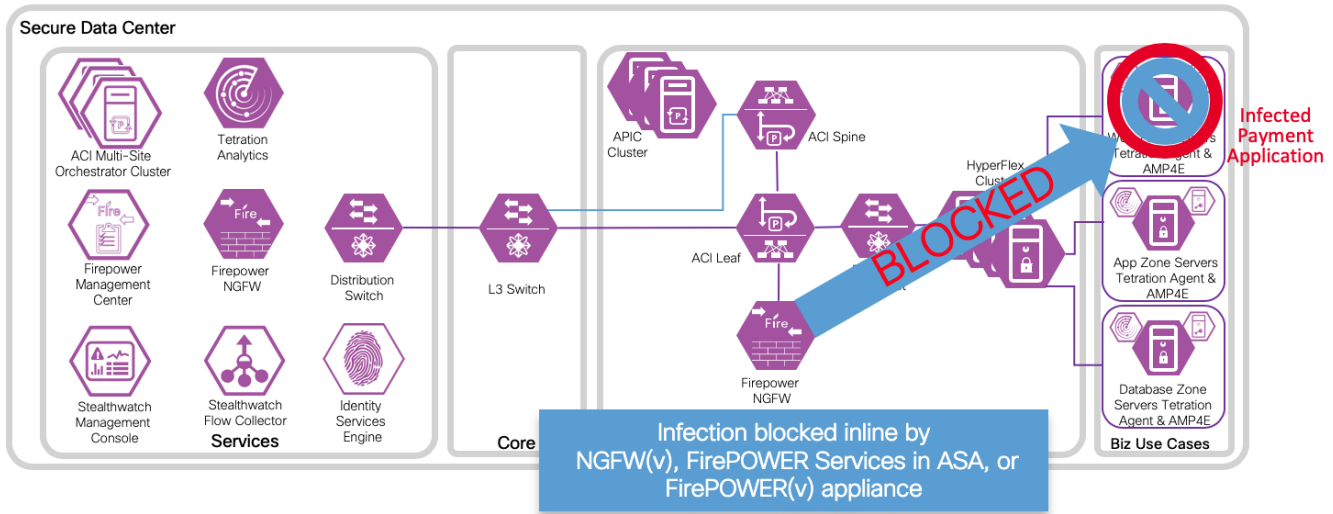 Secure Data Center
ACI Multi-Site
Orchestrator Cluster
Tetration
Analytics
Fire
Firepower
Management
Center
Fire
Firepower
NGFW
Distribution
Switch
Stealthwatch
Management
Console
Stealthwatch
Flow Collector
Identity
Services
Engine
Services
L3 Switch
Core
APIC
Cluster
P
ACI Spine
P
ACI Leaf
P
Fire
Firepower
NGFW
HyperFlex
BLOCKED
Infected
Payment
Application
Tetration Agent &
AMP4E
App Zone Servers
Tetration Agent &
AMP4E
Database Zone
Servers Tetration
Agent & AMP4E
Biz Use Cases
Infection blocked inline by
NGFW(v), FirePOWER Services in ASA, or
FirePOWER(v) appliance